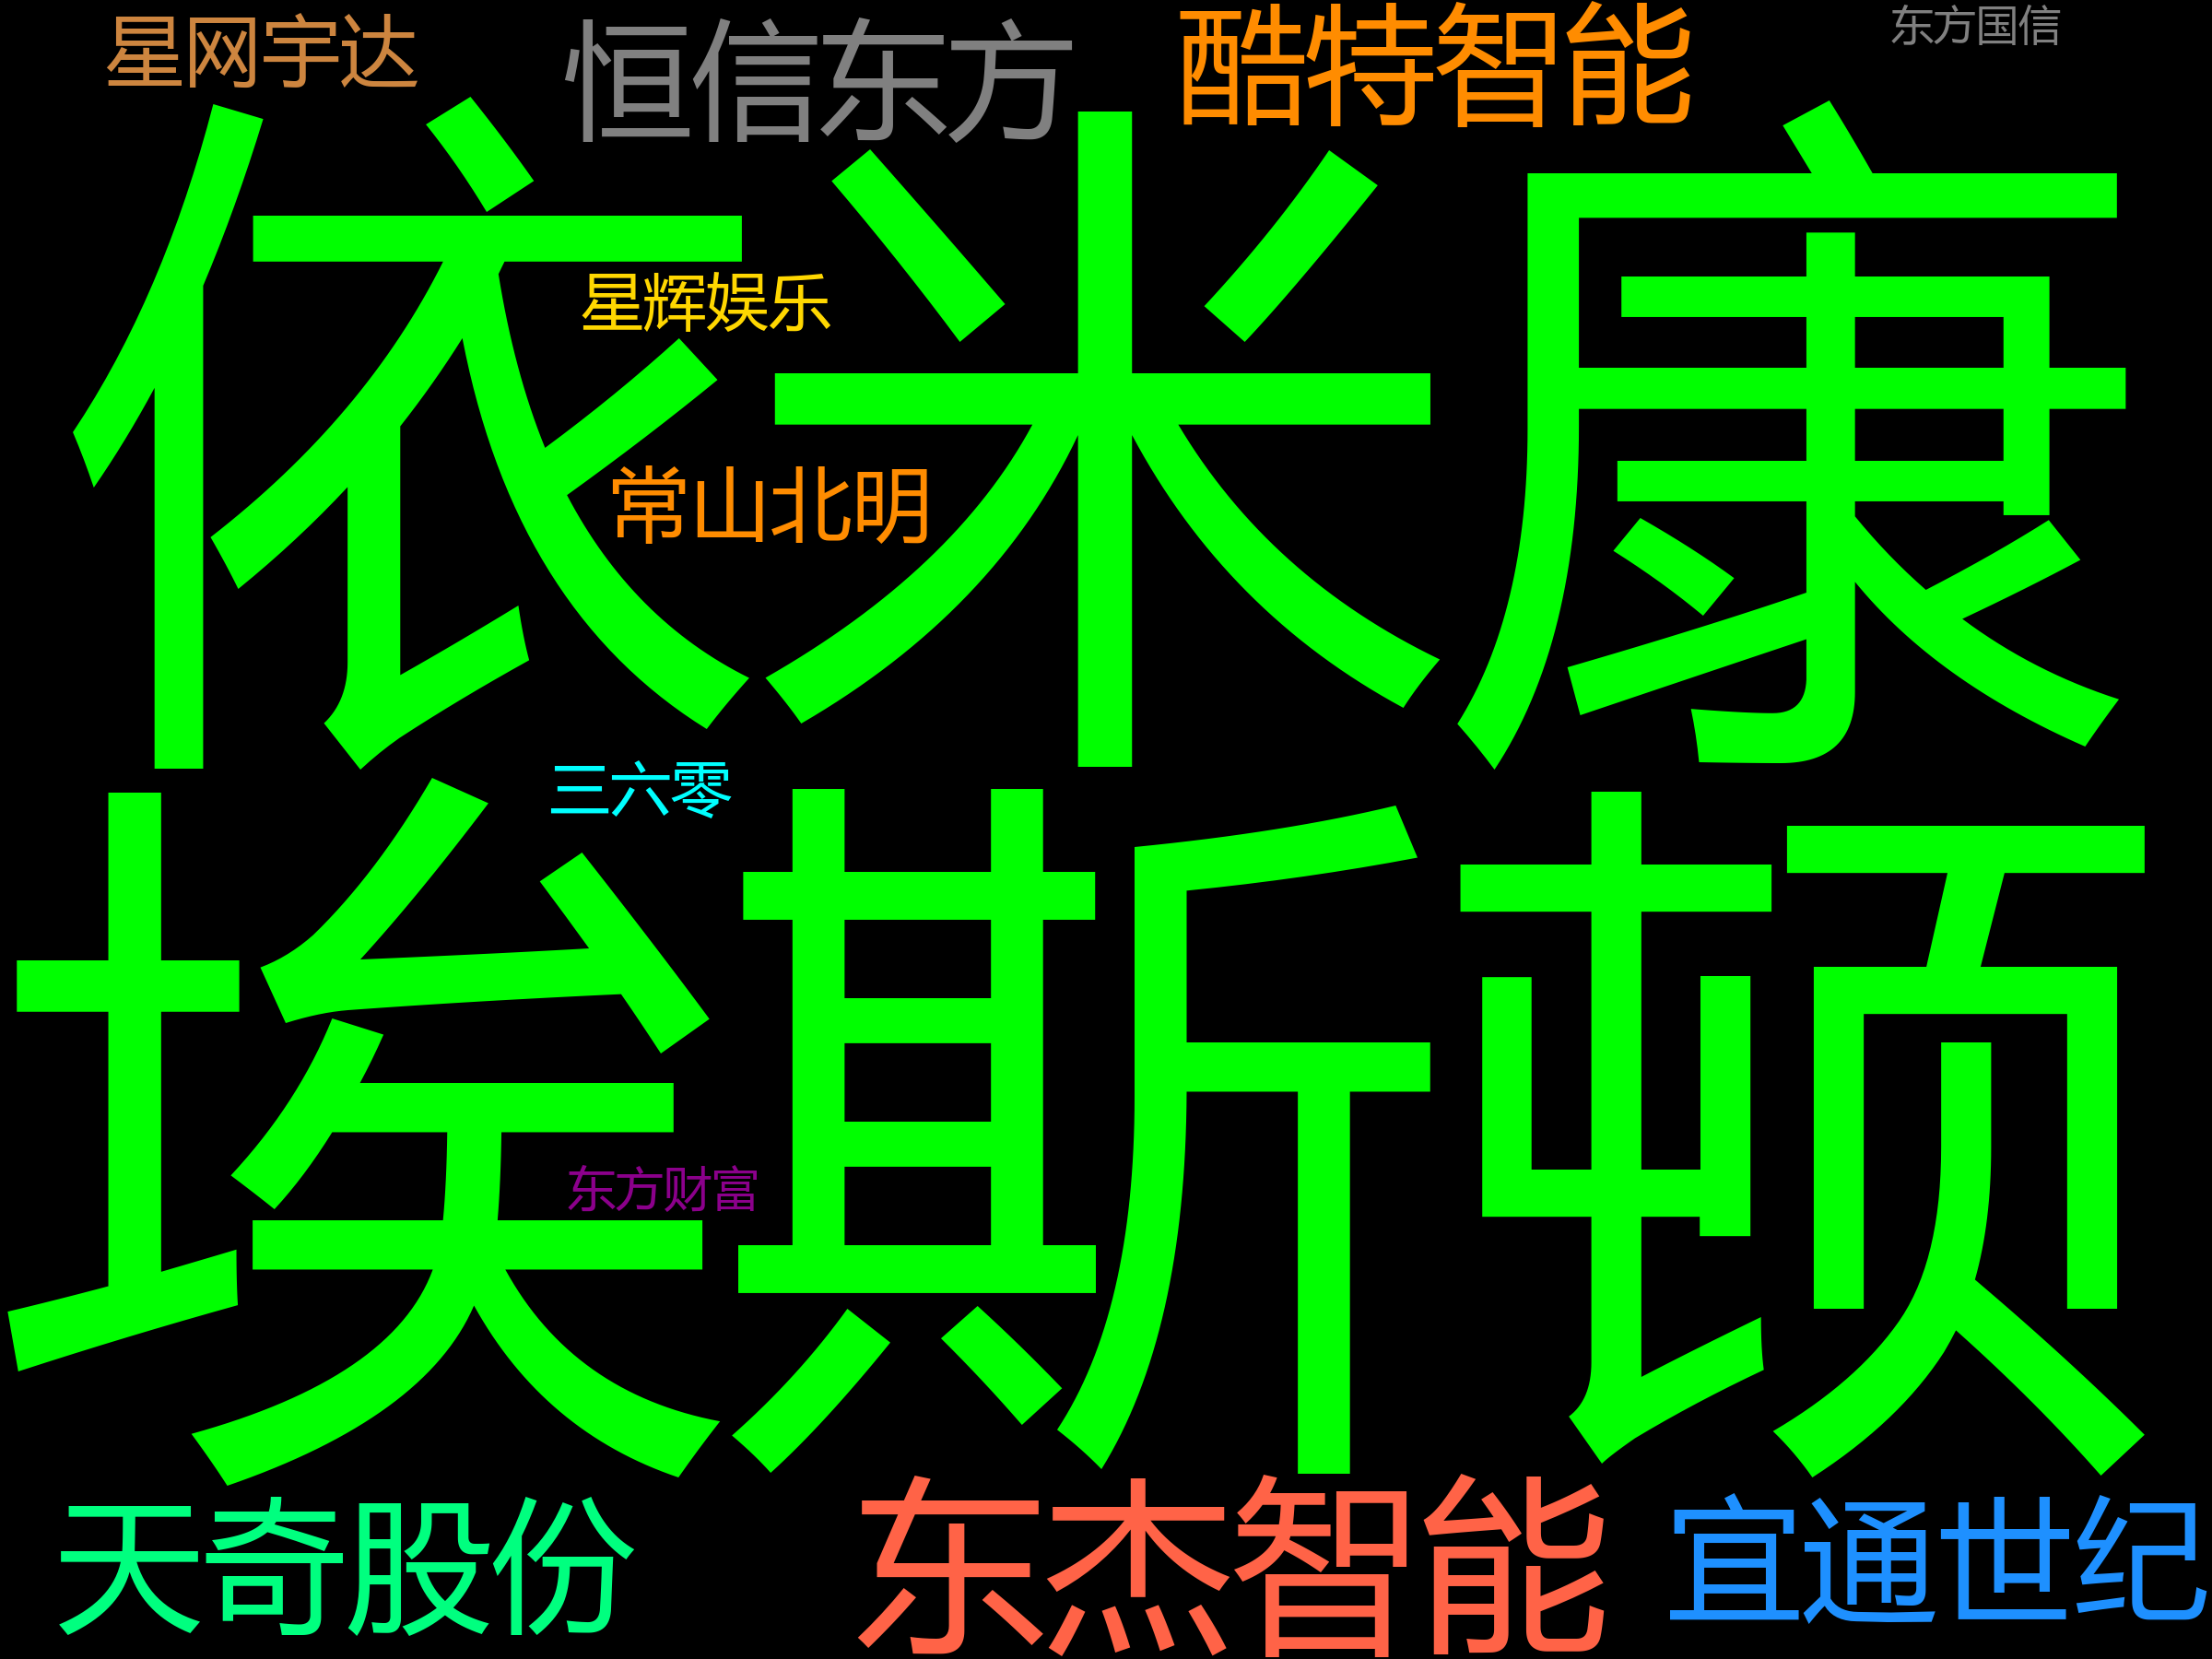 星网宇达
恒信东方
酷特智能
东方国信
依米康
星辉娱乐
常山北明
三六零
埃斯顿
东方财富
天奇股份
东杰智能
宜通世纪